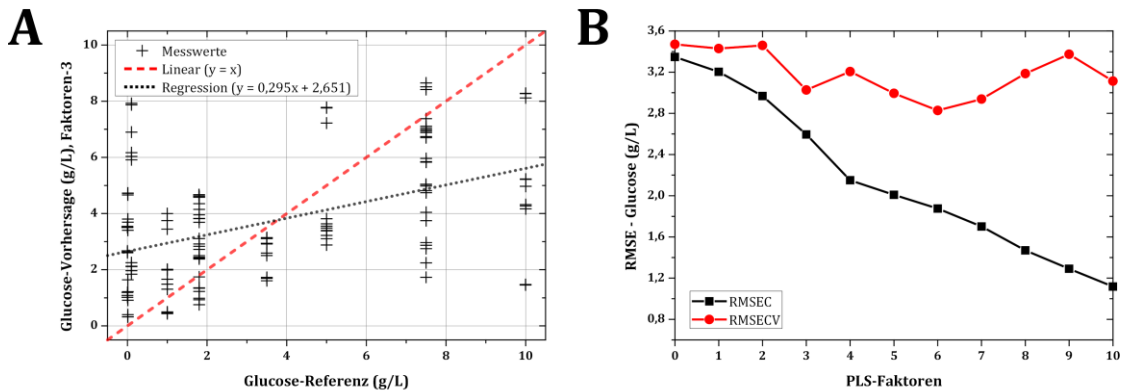 A
Glucose-Vorhersage (g/L), Faktoren-3
10
8
6
4
2
0
Messwerte
Linear (y = x)
Regression (y = 0,295x + 2,651)
0 2 4 6 8 10
Glucose-Referenz (g/L)
B
RMSE - Glucose (g/L)
3,6
3,2
2,8
2,4
2,0
1,6
1,2
0,8
RMSEC
RMSECV
0 1 2 3 4 5 6 7 8 9 10
PLS-Faktoren